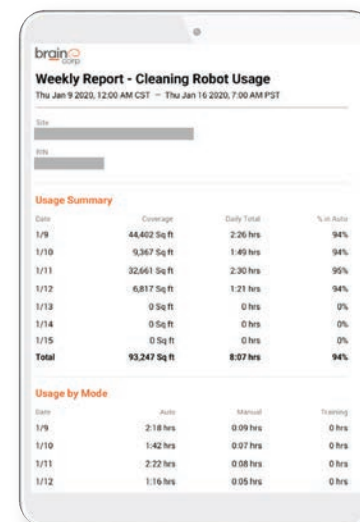 brain
corp
Weekly Report - Cleaning Robot Usage
Thu Jan 9 2020, 12:00 AM CST — Thu Jan 16 2020, 7:00 AM PST
Site
Usage Summary
Date Coverage Daily Total % in Auto
1/9 44,402 Sq ft 2:26 hrs 94%
1/10 9,367 Sq ft 1:49 hrs 94%
1/11 32,661 Sq ft 2:30 hrs 95%
1/12 6,817 Sq ft 1:21 hrs 94%
1/13 0 Sq ft 0 hrs 0%
1/14 0 Sq ft 0 hrs 0%
1/15 0 Sq ft 0 hrs 0%
Total 93,247 Sq ft 8:07 hrs 94%
Usage by Mode
Date Auto Manual Training
1/9 2:18 hrs 0:09 hrs 0 hrs
1/10 1:42 hrs 0:07 hrs 0 hrs
1/11 2:22 hrs 0:08 hrs 0 hrs
1/12 1:16 hrs 0:05 hrs 0 hrs